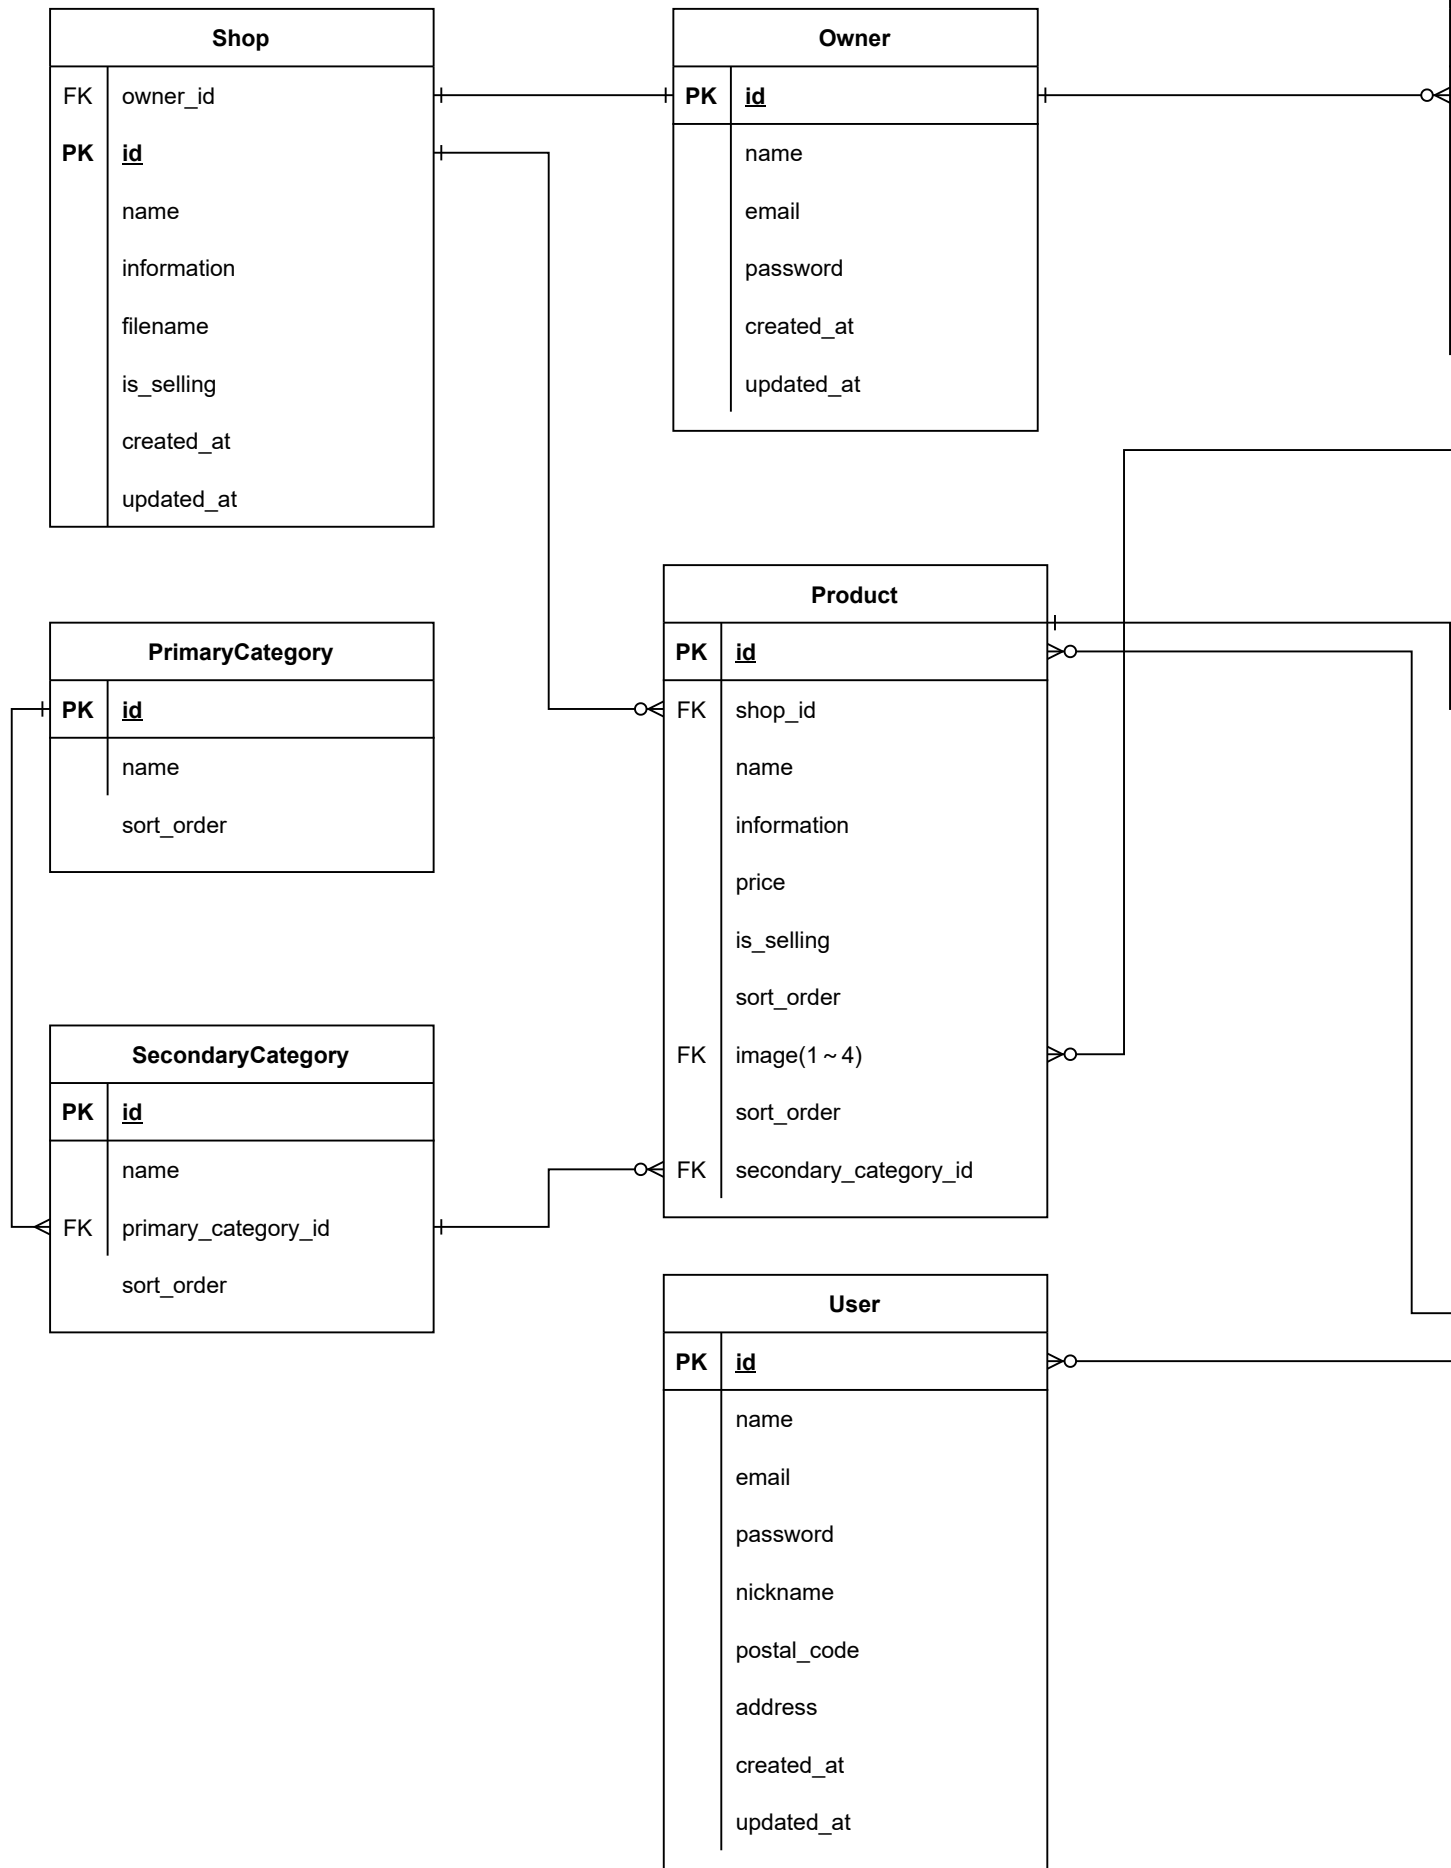 Shop
FK owner_id
PK id
name
information
filename
is_selling
created_at
updated_at
Owner
PK id
name
email
password
created_at
updated_at
PrimaryCategory
PK id
name
sort_order
SecondaryCategory
PK id
name
FK primary_category_id
sort_order
Product
PK id
FK shop_id
name
information
price
is_selling
sort_order
FK image(1～4)
sort_order
FK secondary_category_id
User
PK id
name
email
password
nickname
postal_code
address
created_at
updated_at